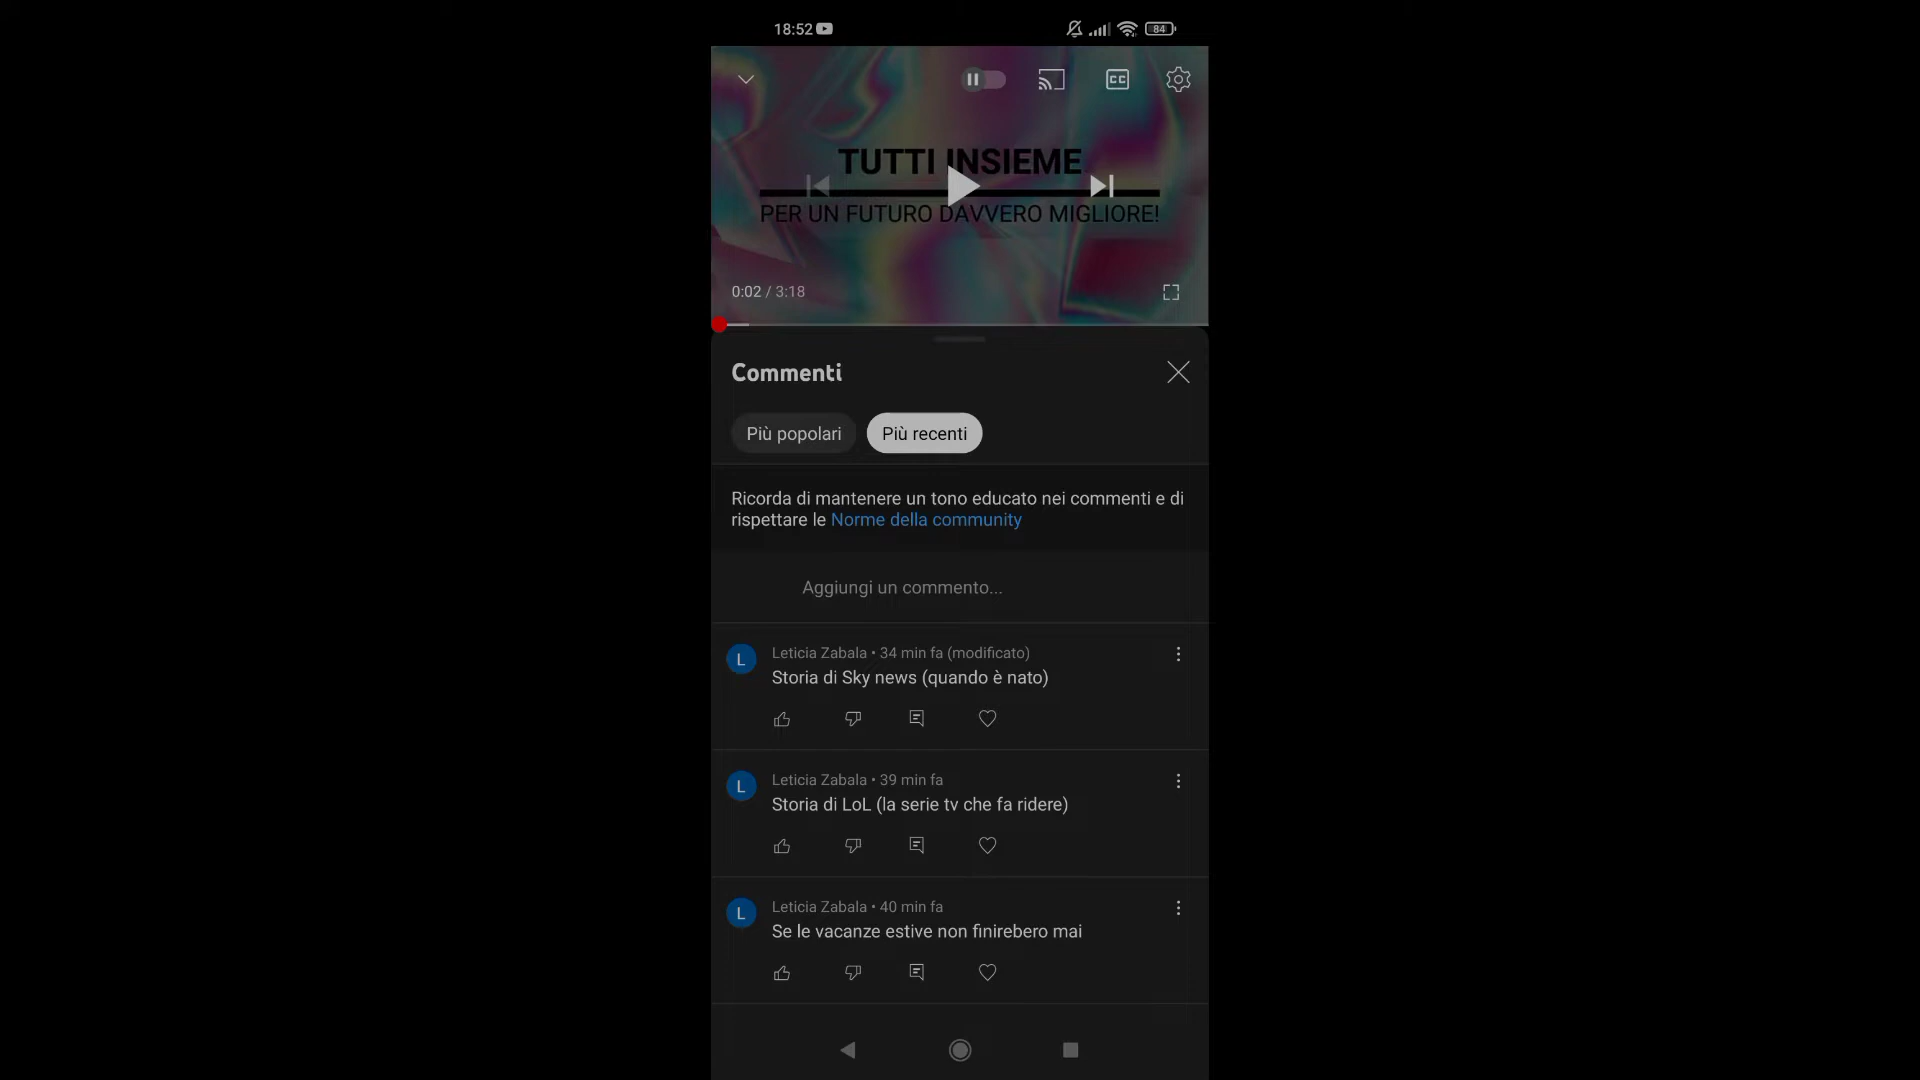 18:52
84
CC
TUTTI INSIEME
PER UN FUTURO DAVVERO MIGLIORE!
0:02 / 3:18
Commenti
Più popolari
Più recenti
Ricorda di mantenere un tono educato nei commenti e di
rispettare le Norme della community
Aggiungi un commento...
L
Leticia Zabala • 34 min fa (modificato)
Storia di Sky news (quando è nato)
L
Leticia Zabala • 39 min fa
Storia di LoL (la serie tv che fa ridere)
L
Leticia Zabala • 40 min fa
Se le vacanze estive non finirebero mai